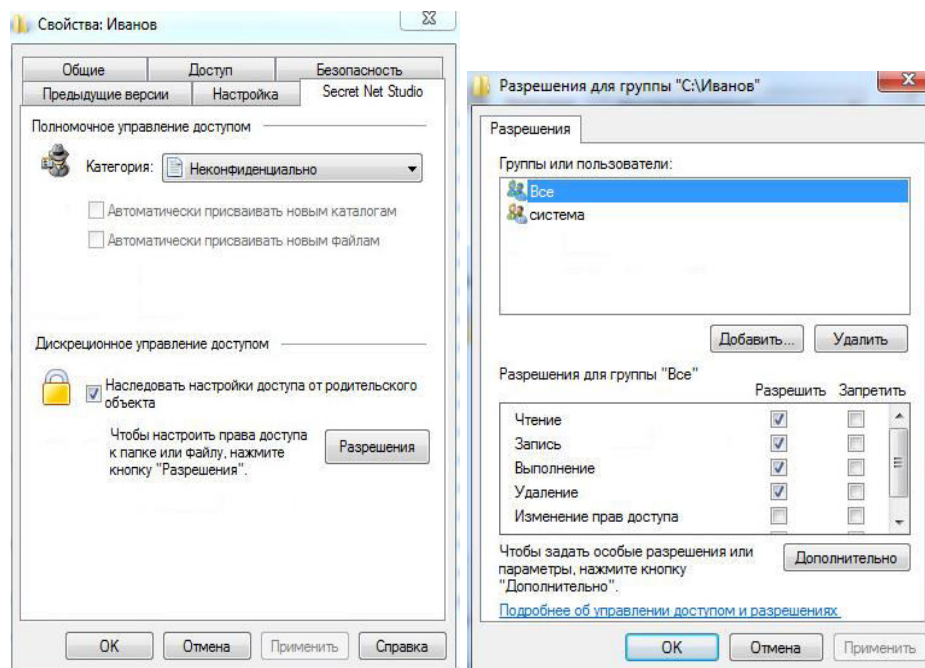 Свойства: Иванов
Общие
Доступ
Безопасность
Предыдущие версии
Настройка
Secret Net Studio
Полномочное управление доступом
Категория:
Неконфиденциально
Автоматически присваивать новым каталогам
Автоматически присваивать новым файлам
Дискреционное управление доступом
Наследовать настройки доступа от родительского
объекта
Чтобы настроить права доступа
к папке или файлу, нажмите
кнопку "Разрешения".
Разрешения
OK
Отмена
Применить
Справка
Разрешения для группы "C:\Иванов"
Разрешения
Группы или пользователи:
Все
система
Добавить...
Удалить
Разрешения для группы "Все"
Разрешить
Запретить
Чтение
Запись
Выполнение
Удаление
Изменение прав доступа
Чтобы задать особые разрешения или
параметры, нажмите кнопку
"Дополнительно".
Дополнительно
Подробнее об управлении доступом и разрешениях
OK
Отмена
Применить